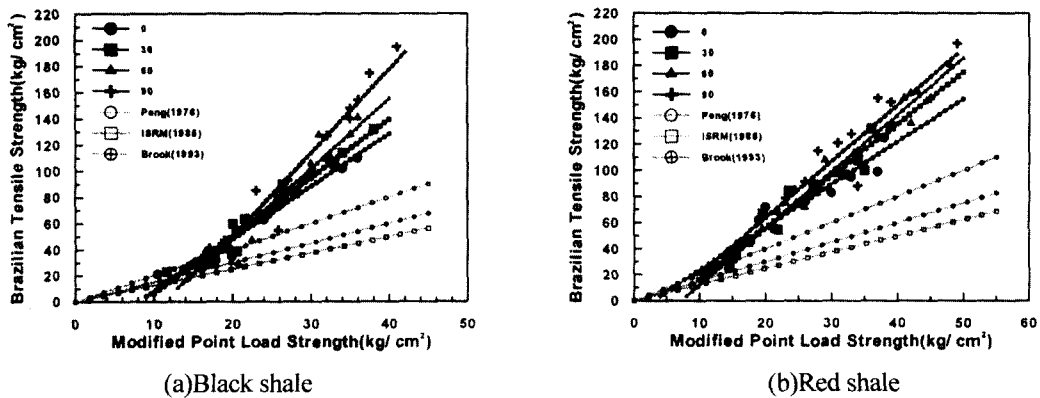 Brazilian Tensile Strength(kg/ cm²)
220
200
180
160
140
120
100
80
60
40
20
0
0
30
60
90
Peng(1976)
ISRM(1985)
Brook(1993)
0 10 20 30 40 50
Modified Point Load Strength(kg/ cm²)
(a)Black shale
Brazilian Tensile Strength(kg/ cm²)
220
200
180
160
140
120
100
80
60
40
20
0
0
30
60
90
Peng(1976)
ISRM(1985)
Brook(1993)
0 10 20 30 40 50 60
Modified Point Load Strength(kg/ cm²)
(b)Red shale